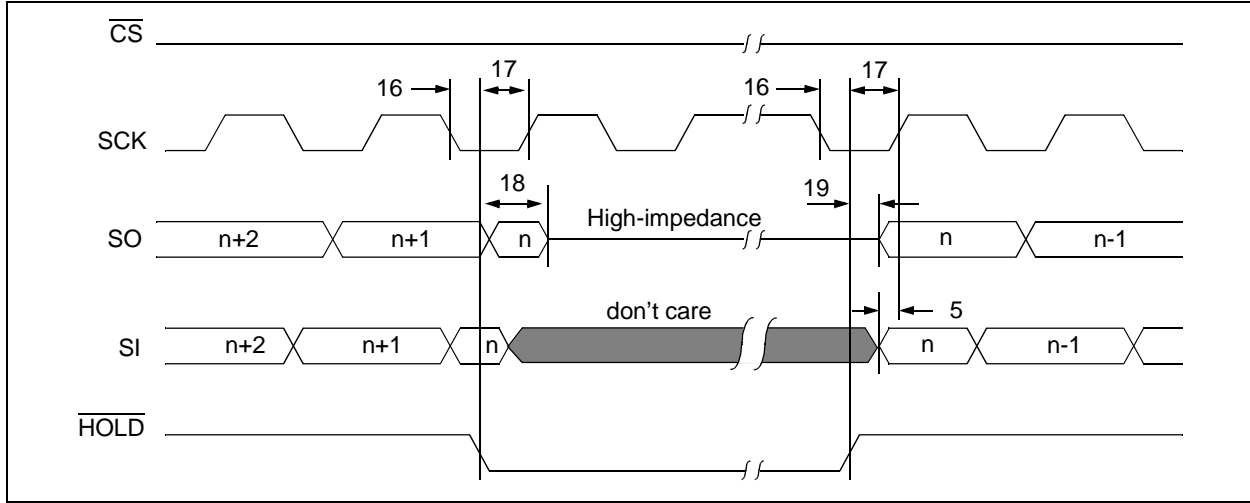 CS
16 17 16 17
SCK
18 19
High-impedance
SO n+2 n+1 n n n-1
don't care 5
SI n+2 n+1 n n n-1
HOLD